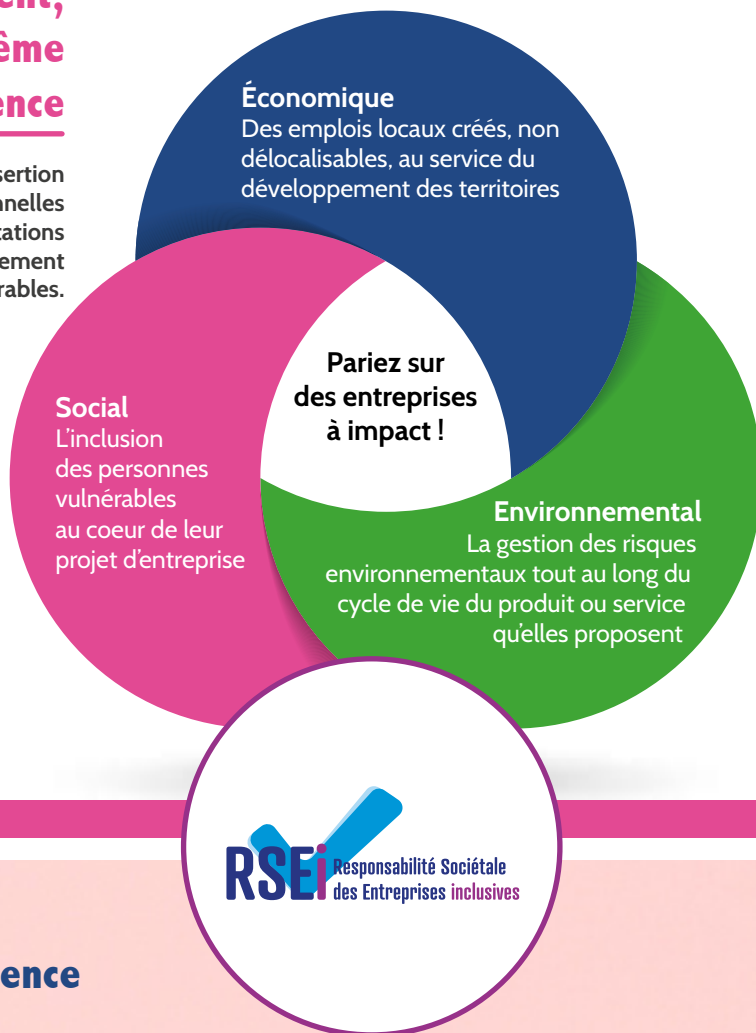 ent,
ême
ence
sertion
nnelles
tations
ement
rables.
Économique
Des emplois locaux créés, non
délocalisables, au service du
développement des territoires
Pariez sur
des entreprises
à impact !
Social
L'inclusion
des personnes
vulnérables
au coeur de leur
projet d'entreprise
Environnemental
La gestion des risques
environnementaux tout au long du
cycle de vie du produit ou service
qu'elles proposent
RSEi Responsabilité Sociétale
des Entreprises inclusives
ence